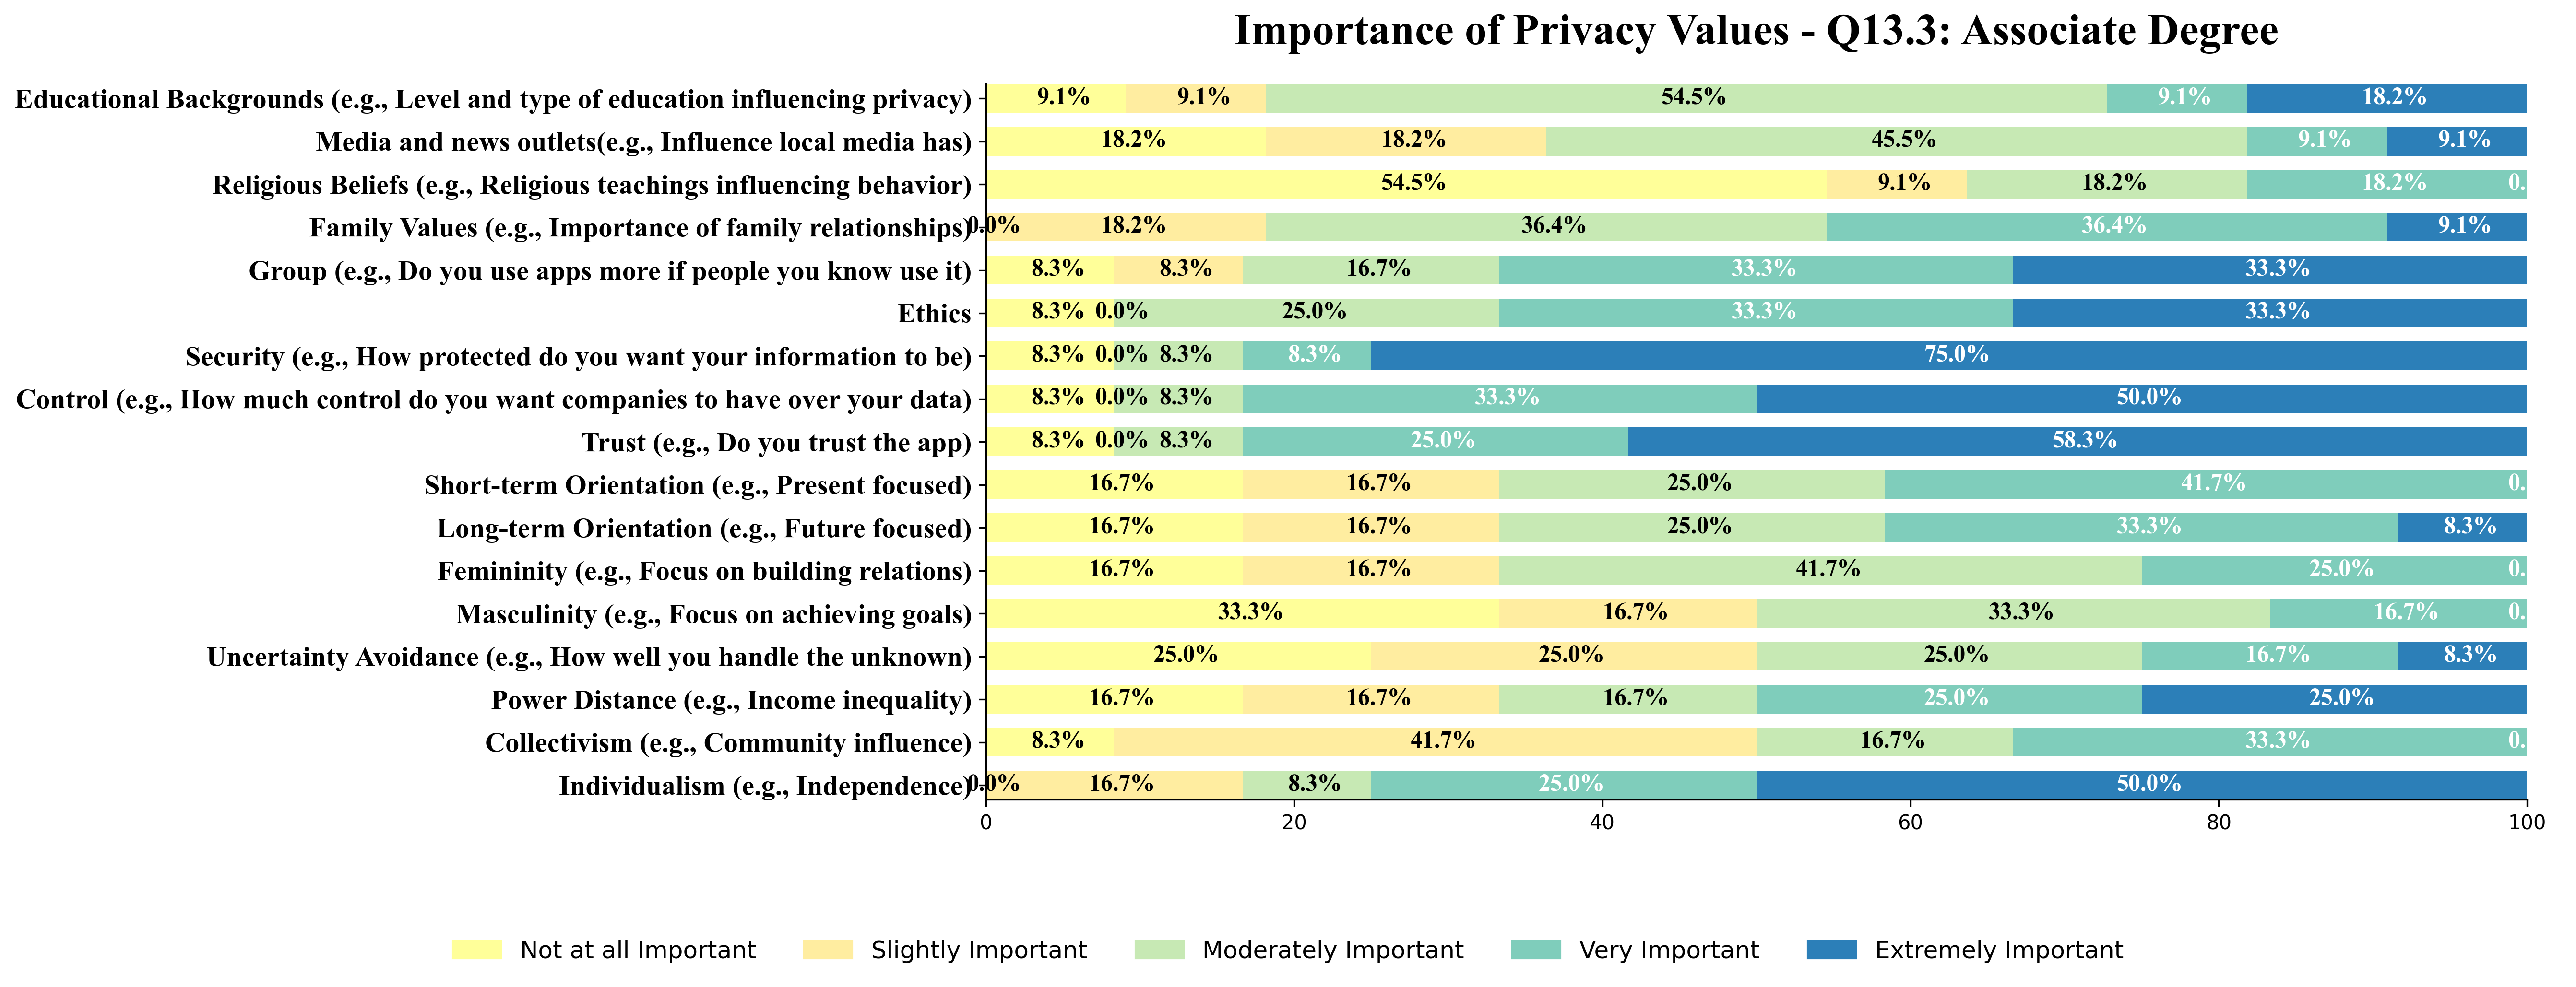 Importance of Privacy Values - Q13.3: Associate Degree
Educational Backgrounds (e.g., Level and type of education influencing privacy) 9.1% 9.1% 54.5% 9.1% 18.2%
Media and news outlets(e.g., Influence local media has) 18.2% 18.2% 45.5% 9.1% 9.1%
Religious Beliefs (e.g., Religious teachings influencing behavior) 54.5% 9.1% 18.2% 18.2% 0.
Family Values (e.g., Importance of family relationships) 0.0% 18.2% 36.4% 36.4% 9.1%
Group (e.g., Do you use apps more if people you know use it) 8.3% 8.3% 16.7% 33.3% 33.3%
Ethics 8.3% 0.0% 25.0% 33.3% 33.3%
Security (e.g., How protected do you want your information to be) 8.3% 0.0% 8.3% 8.3% 75.0%
Control (e.g., How much control do you want companies to have over your data) 8.3% 0.0% 8.3% 33.3% 50.0%
Trust (e.g., Do you trust the app) 8.3% 0.0% 8.3% 25.0% 58.3%
Short-term Orientation (e.g., Present focused) 16.7% 16.7% 25.0% 41.7% 0.
Long-term Orientation (e.g., Future focused) 16.7% 16.7% 25.0% 33.3% 8.3%
Femininity (e.g., Focus on building relations) 16.7% 16.7% 41.7% 25.0% 0.
Masculinity (e.g., Focus on achieving goals) 33.3% 16.7% 33.3% 16.7% 0.
Uncertainty Avoidance (e.g., How well you handle the unknown) 25.0% 25.0% 25.0% 16.7% 8.3%
Power Distance (e.g., Income inequality) 16.7% 16.7% 16.7% 25.0% 25.0%
Collectivism (e.g., Community influence) 8.3% 41.7% 16.7% 33.3% 0.
Individualism (e.g., Independence) 0.0% 16.7% 8.3% 25.0% 50.0%
0 20 40 60 80 100
Not at all Important Slightly Important Moderately Important Very Important Extremely Important